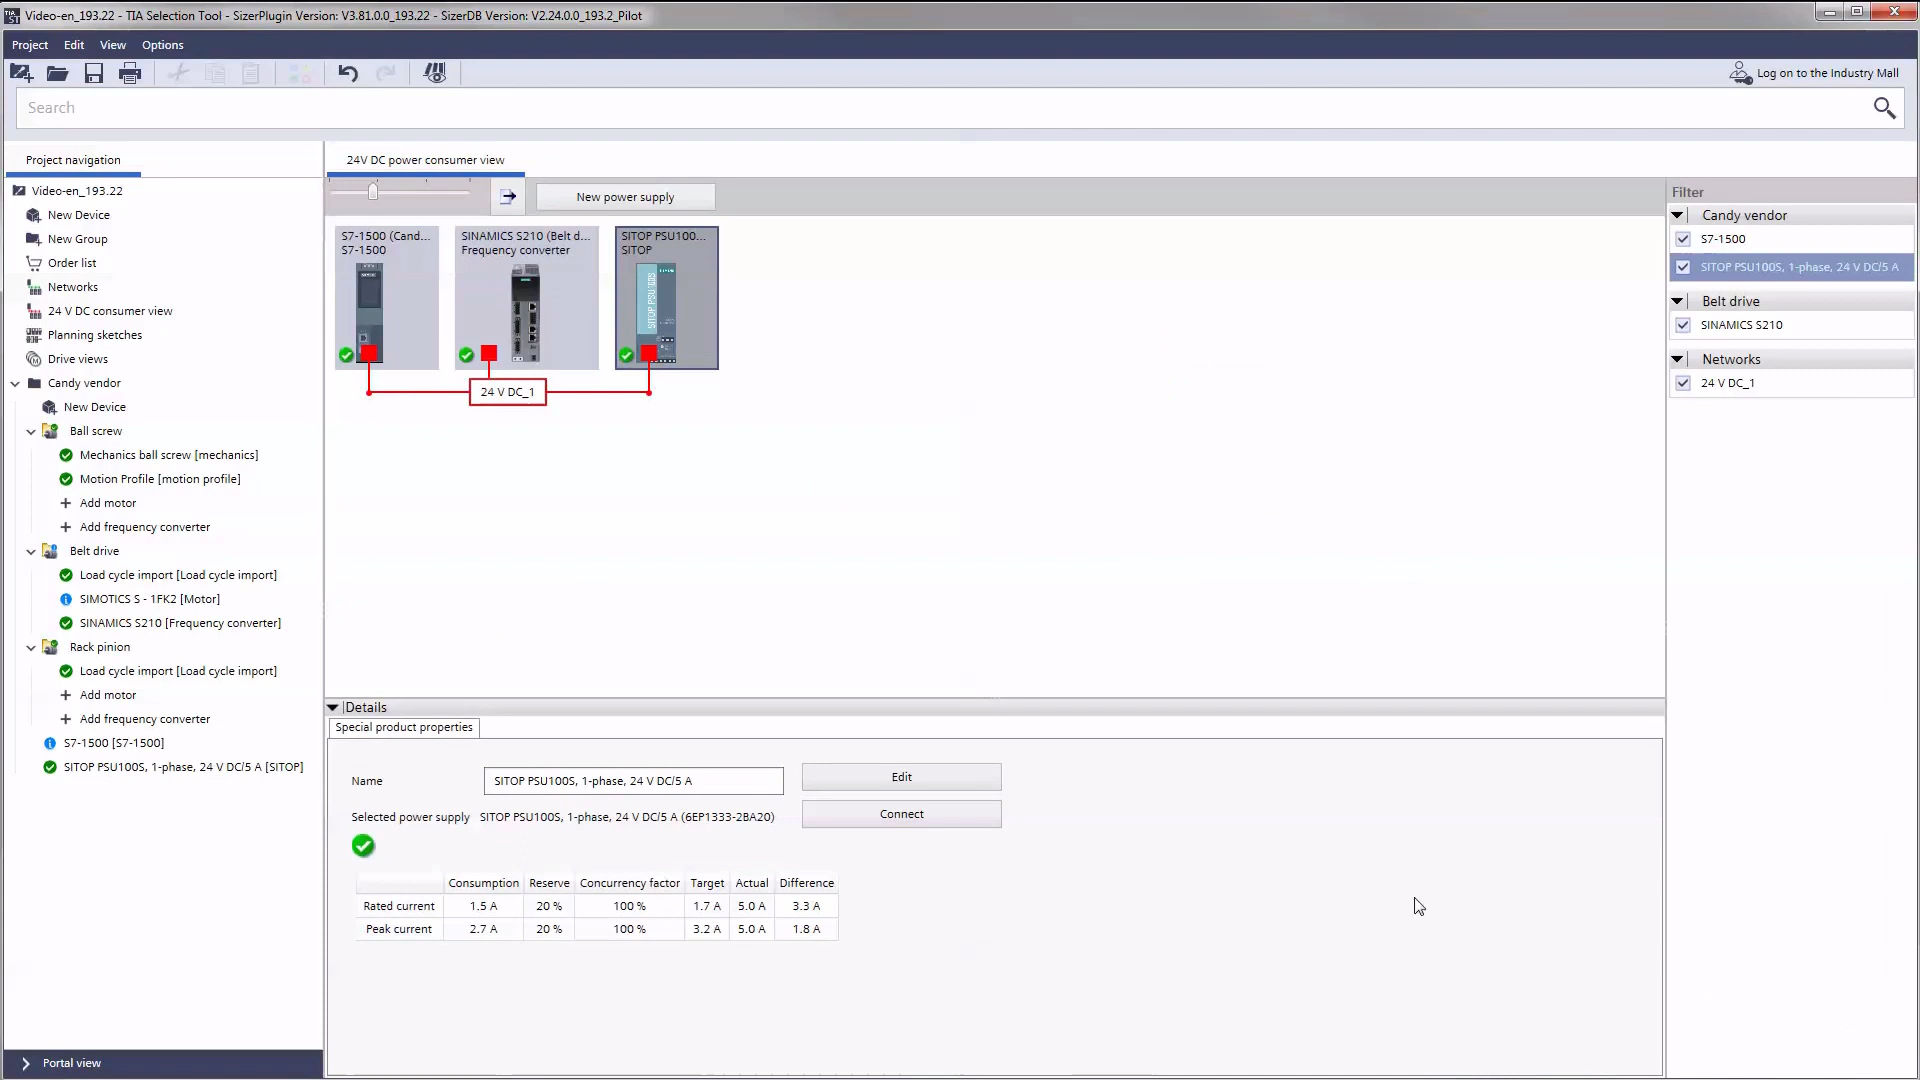 Video-en_193.22 - TIA Selection Tool - SizerPlugin Version: V3.81.0.0_193.22 - SizerDB Version: V2.24.0.0_193.2_Pilot
Project Edit View Options
Log on to the Industry Mall
Search
Project navigation
Video-en_193.22
New Device
New Group
Order list
Networks
24 V DC consumer view
Planning sketches
Drive views
Candy vendor
New Device
Ball screw
Mechanics ball screw [mechanics]
Motion Profile [motion profile]
Add motor
Add frequency converter
Belt drive
Load cycle import [Load cycle import]
SIMOTICS S - 1FK2 [Motor]
SINAMICS S210 [Frequency converter]
Rack pinion
Load cycle import [Load cycle import]
Add motor
Add frequency converter
S7-1500 [S7-1500]
SITOP PSU100S, 1-phase, 24 V DC/5 A [SITOP]
Portal view
24V DC power consumer view
New power supply
S7-1500 (Cand...
S7-1500
SINAMICS S210 (Belt d...
Frequency converter
SITOP PSU100...
SITOP
SITOP PSU100S
24 V DC_1
Details
Special product properties
Name SITOP PSU100S, 1-phase, 24 V DC/5 A Edit
Selected power supply SITOP PSU100S, 1-phase, 24 V DC/5 A (6EP1333-2BA20) Connect
Consumption Reserve Concurrency factor Target Actual Difference
Rated current 1.5 A 20 % 100 % 1.7 A 5.0 A 3.3 A
Peak current 2.7 A 20 % 100 % 3.2 A 5.0 A 1.8 A
Filter
Candy vendor
S7-1500
SITOP PSU100S, 1-phase, 24 V DC/5 A
Belt drive
SINAMICS S210
Networks
24 V DC_1